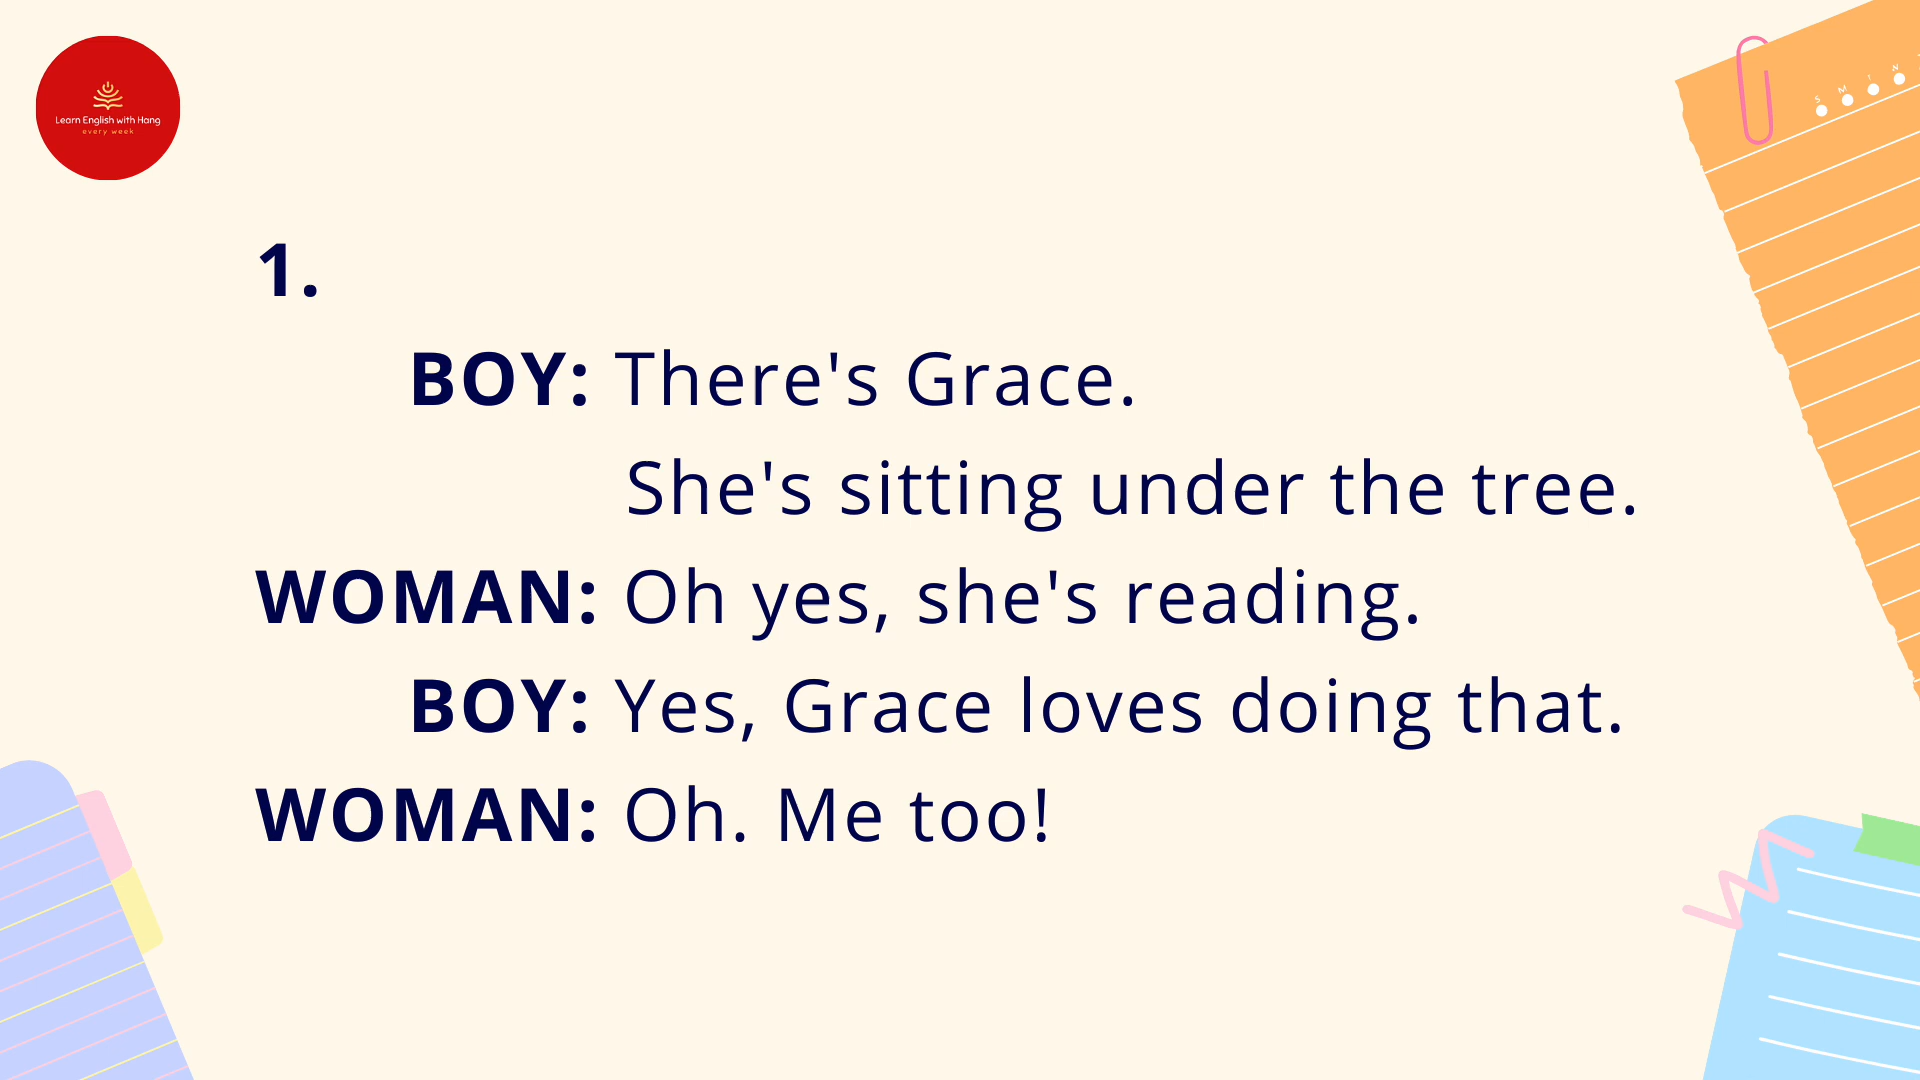 Learn English with Hang
every week
S M T N
1.
BOY: There's Grace.
She's sitting under the tree.
WOMAN: Oh yes, she's reading.
BOY: Yes, Grace loves doing that.
WOMAN: Oh. Me too!